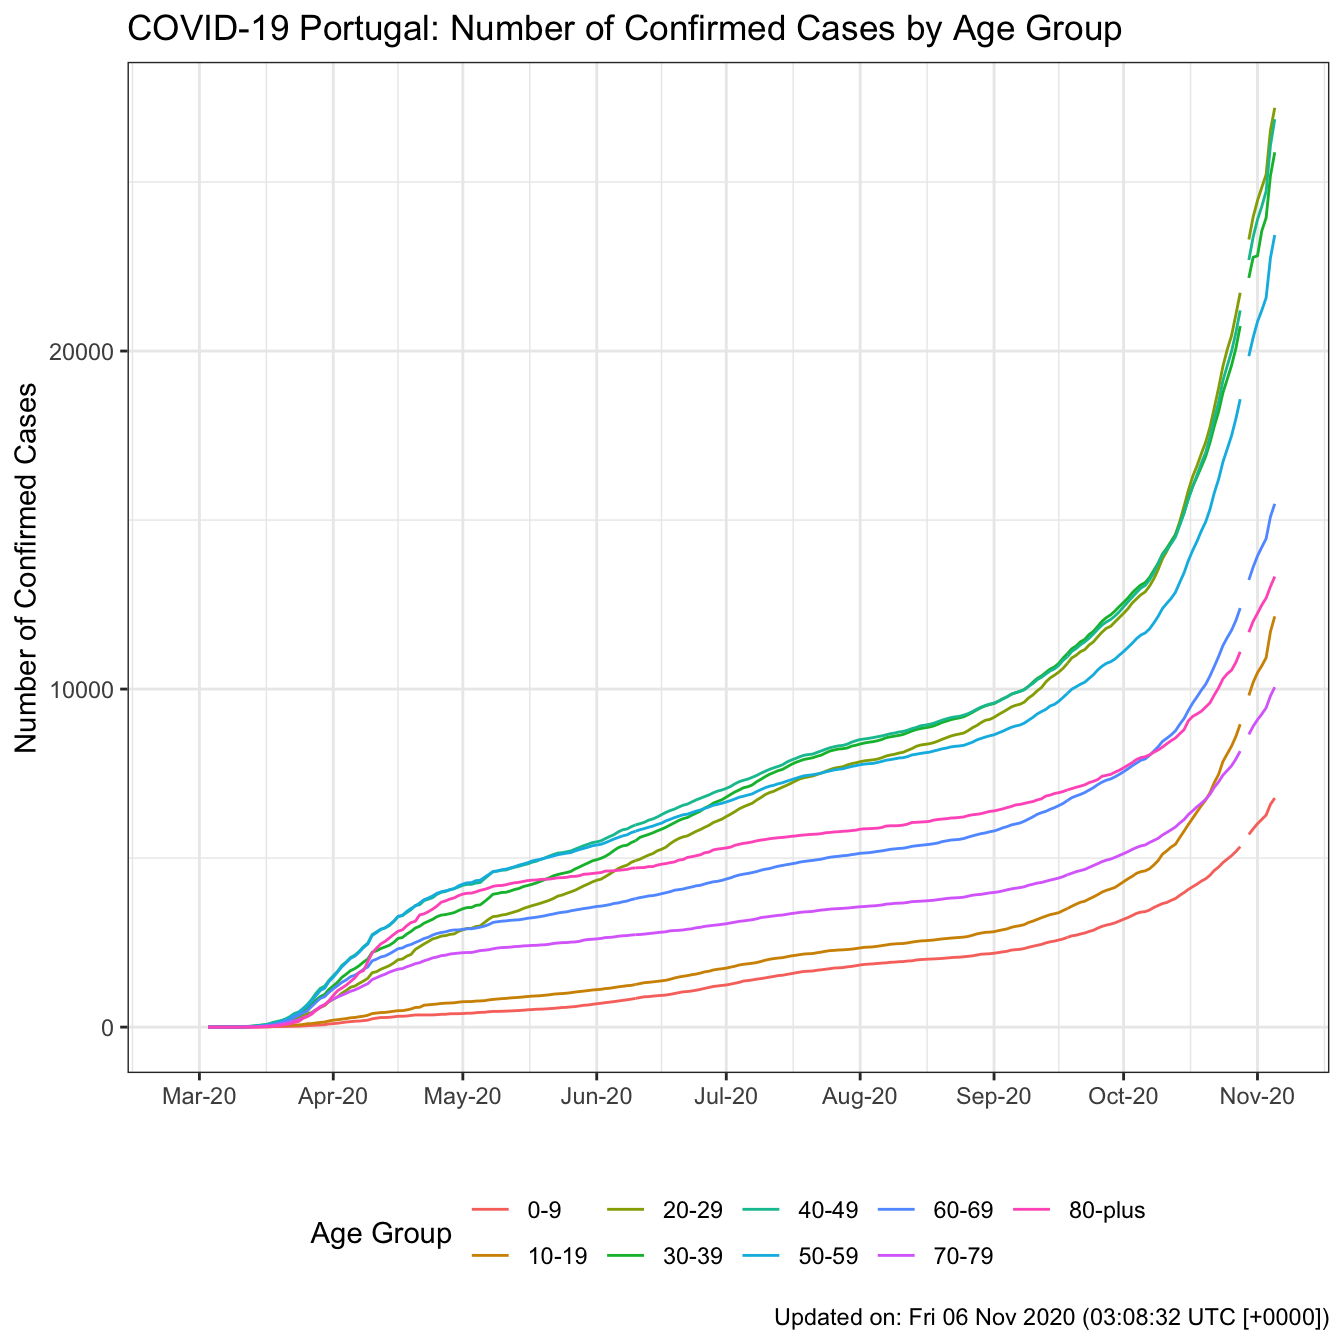 COVID-19 Portugal: Number of Confirmed Cases by Age Group
Number of Confirmed Cases
20000
10000
0
Mar-20 Apr-20 May-20 Jun-20 Jul-20 Aug-20 Sep-20 Oct-20 Nov-20
Age Group
0-9 20-29 40-49 60-69 80-plus
10-19 30-39 50-59 70-79
Updated on: Fri 06 Nov 2020 (03:08:32 UTC [+0000])